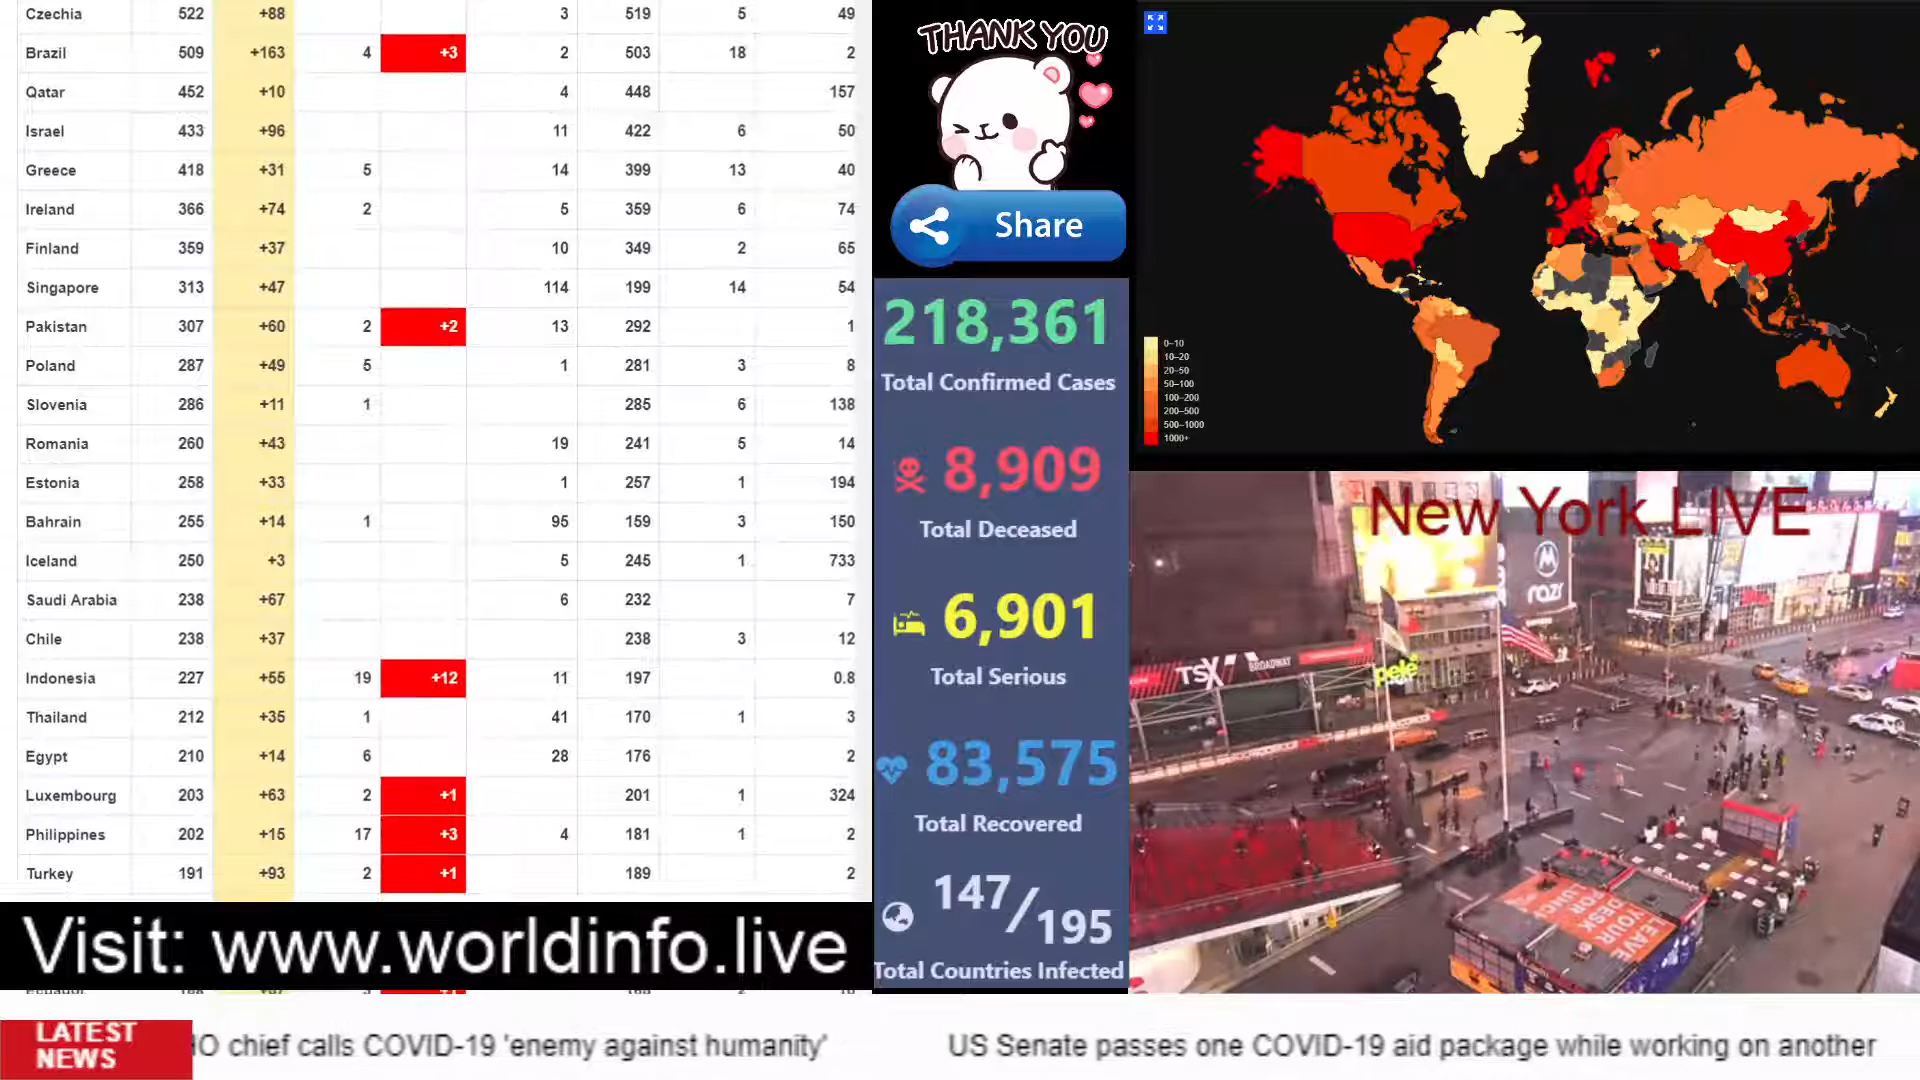 Czechia 522 +88 3 519 5 49
Brazil 509 +163 4 +3 2 503 18 2
Qatar 452 +10 4 448 157
Israel 433 +96 11 422 6 50
Greece 418 +31 5 14 399 13 40
Ireland 366 +74 2 5 359 6 74
Finland 359 +37 10 349 2 65
Singapore 313 +47 114 199 14 54
Pakistan 307 +60 2 +2 13 292 1
Poland 287 +49 5 1 281 3 8
Slovenia 286 +11 1 285 6 138
Romania 260 +43 19 241 5 14
Estonia 258 +33 1 257 1 194
Bahrain 255 +14 1 95 159 3 150
Iceland 250 +3 5 245 1 733
Saudi Arabia 238 +67 6 232 7
Chile 238 +37 238 3 12
Indonesia 227 +55 19 +12 11 197 0.8
Thailand 212 +35 1 41 170 1 3
Egypt 210 +14 6 28 176 2
Luxembourg 203 +63 2 +1 201 1 324
Philippines 202 +15 17 +3 4 181 1 2
Turkey 191 +93 2 +1 189 2
Visit: www.worldinfo.live
THANK YOU
Share
218,361
Total Confirmed Cases
8,909
Total Deceased
6,901
Total Serious
83,575
Total Recovered
147/195
Total Countries Infected
0–10
10–20
20–50
50–100
100–200
200–500
500–1000
1000+
New York LIVE
razr
TSX BROADWAY
pele
LEAVE
YOUR
DESK
FOR
LUNCH
LATEST
NEWS
HO chief calls COVID-19 'enemy against humanity' US Senate passes one COVID-19 aid package while working on another